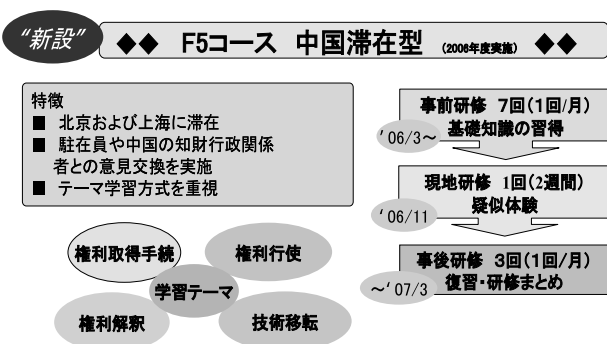 “新設”
◆◆ F5コース 中国滞在型 (2006年度実施) ◆◆
特徴
■ 北京および上海に滞在
■ 駐在員や中国の知財行政関係
者との意見交換を実施
■ テーマ学習方式を重視
権利取得手続
権利行使
学習テーマ
権利解釈
技術移転
事前研修 7回(1回/月)
基礎知識の習得
’06/3～
現地研修 1回(2週間)
疑似体験
‘06/11
事後研修 3回(1回/月)
復習・研修まとめ
～‘07/3